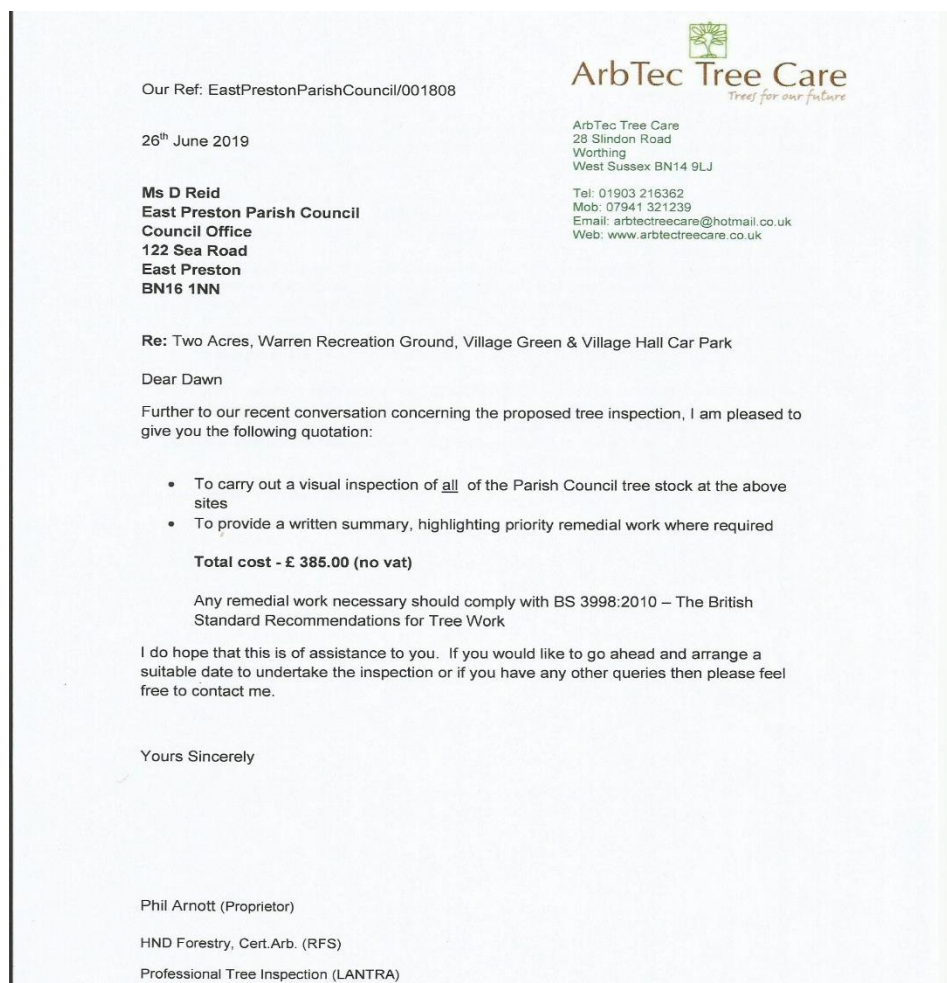 ArbTec Tree Care
Trees for our future
Our Ref: EastPrestonParishCouncil/001808
26th June 2019
ArbTec Tree Care
28 Slindon Road
Worthing
West Sussex BN14 9LJ
Tel: 01903 216362
Mob: 07941 321239
Email: arbtectreecare@hotmail.co.uk
Web: www.arbtectreecare.co.uk
Ms D Reid
East Preston Parish Council
Council Office
122 Sea Road
East Preston
BN16 1NN
Re: Two Acres, Warren Recreation Ground, Village Green & Village Hall Car Park
Dear Dawn
Further to our recent conversation concerning the proposed tree inspection, I am pleased to
give you the following quotation:
• To carry out a visual inspection of all of the Parish Council tree stock at the above
sites
• To provide a written summary, highlighting priority remedial work where required
Total cost - £ 385.00 (no vat)
Any remedial work necessary should comply with BS 3998:2010 – The British
Standard Recommendations for Tree Work
I do hope that this is of assistance to you. If you would like to go ahead and arrange a
suitable date to undertake the inspection or if you have any other queries then please feel
free to contact me.
Yours Sincerely
Phil Arnott (Proprietor)
HND Forestry, Cert.Arb. (RFS)
Professional Tree Inspection (LANTRA)